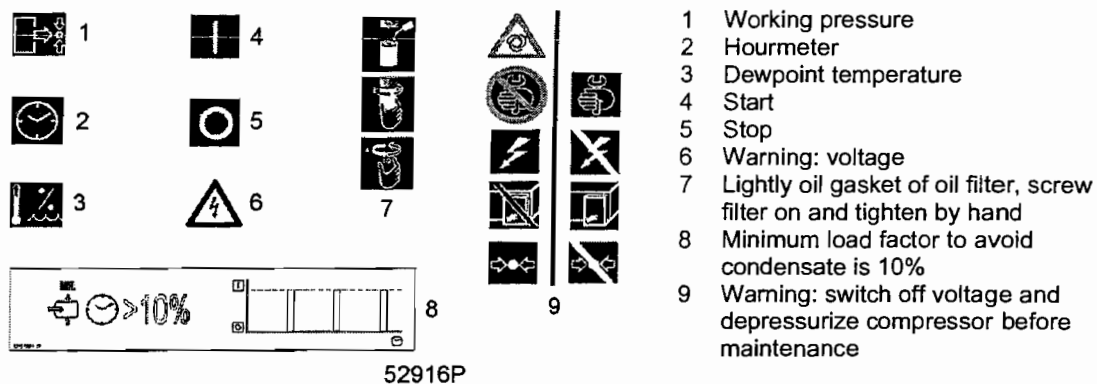 1
4
2
5
3
6
7
MIN.
>10%
8
9
52916P
1 Working pressure
2 Hourmeter
3 Dewpoint temperature
4 Start
5 Stop
6 Warning: voltage
7 Lightly oil gasket of oil filter, screw
filter on and tighten by hand
8 Minimum load factor to avoid
condensate is 10%
9 Warning: switch off voltage and
depressurize compressor before
maintenance